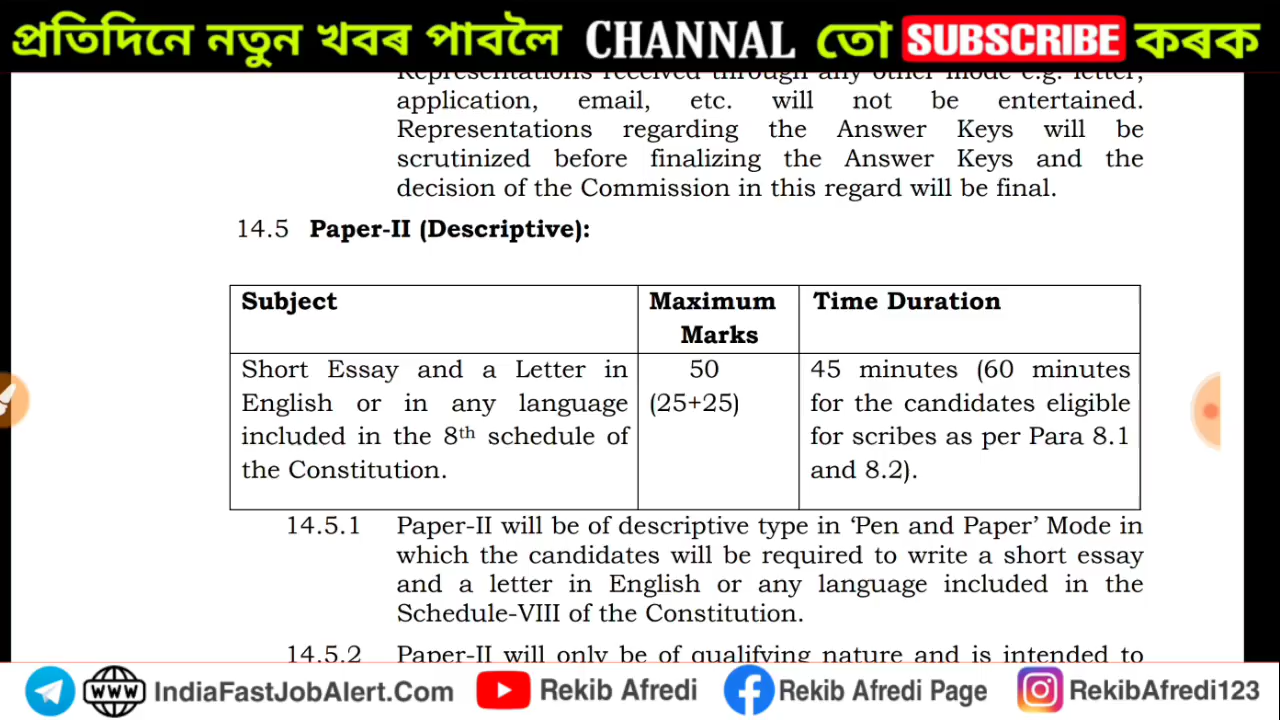 প্ৰতিদিনে নতুন খবৰ পাবলৈ CHANNAL তো SUBSCRIBE কৰক
Representations received through any other mode e.g. letter,
application, email, etc. will not be entertained.
Representations regarding the Answer Keys will be
scrutinized before finalizing the Answer Keys and the
decision of the Commission in this regard will be final.
14.5 Paper-II (Descriptive):
Subject Maximum Time Duration
Marks
Short Essay and a Letter in 50 45 minutes (60 minutes
English or in any language (25+25) for the candidates eligible
included in the 8th schedule of for scribes as per Para 8.1
the Constitution. and 8.2).
14.5.1 Paper-II will be of descriptive type in ‘Pen and Paper’ Mode in
which the candidates will be required to write a short essay
and a letter in English or any language included in the
Schedule-VIII of the Constitution.
14.5.2 Paper-II will only be of qualifying nature and is intended to
WWW IndiaFastJobAlert.Com Rekib Afredi Rekib Afredi Page RekibAfredi123